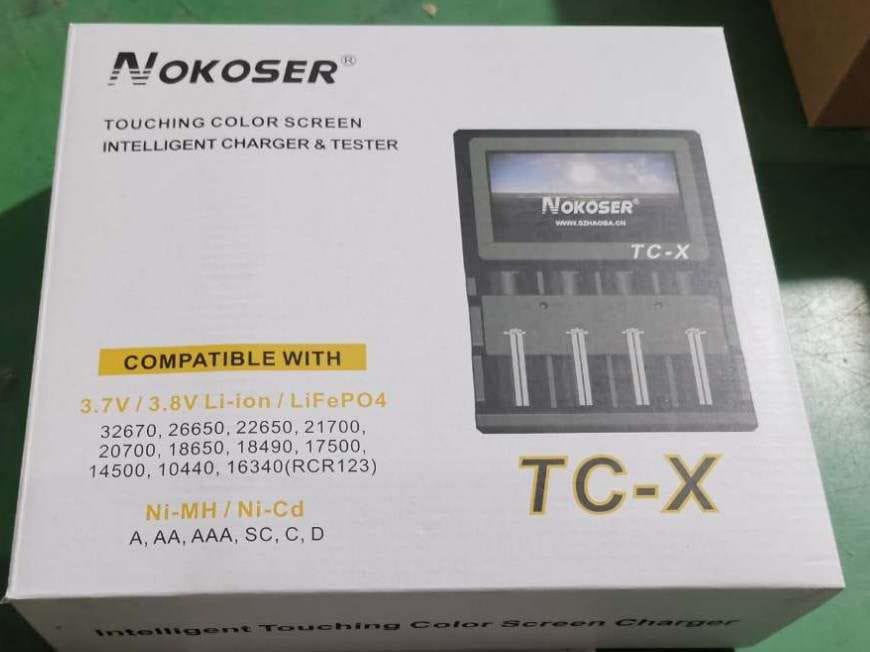 NOKOSER®
TOUCHING COLOR SCREEN
INTELLIGENT CHARGER & TESTER
NOKOSER®
WWW.SZHAOBA.CN
TC-X
COMPATIBLE WITH
3.7V / 3.8V Li-ion / LiFePO4
32670, 26650, 22650, 21700,
20700, 18650, 18490, 17500,
14500, 10440, 16340(RCR123)
Ni-MH / Ni-Cd
A, AA, AAA, SC, C, D
TC-X
Intelligent Touching Color Screen Charger